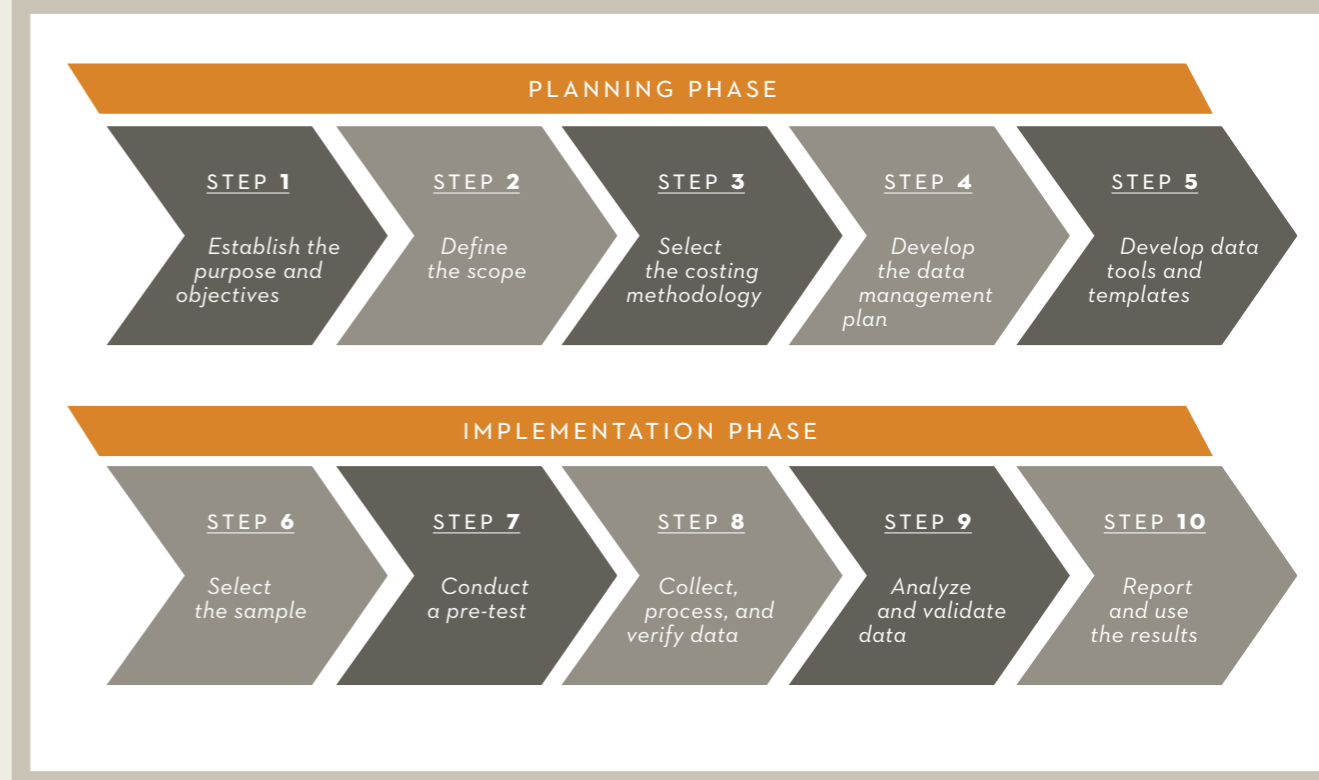 PLANNING PHASE
STEP 1
Establish the
purpose and
objectives
STEP 2
Define
the scope
STEP 3
Select
the costing
methodology
STEP 4
Develop
the data
management
plan
STEP 5
Develop data
tools and
templates
IMPLEMENTATION PHASE
STEP 6
Select
the sample
STEP 7
Conduct
a pre-test
STEP 8
Collect,
process, and
verify data
STEP 9
Analyze
and validate
data
STEP 10
Report
and use
the results